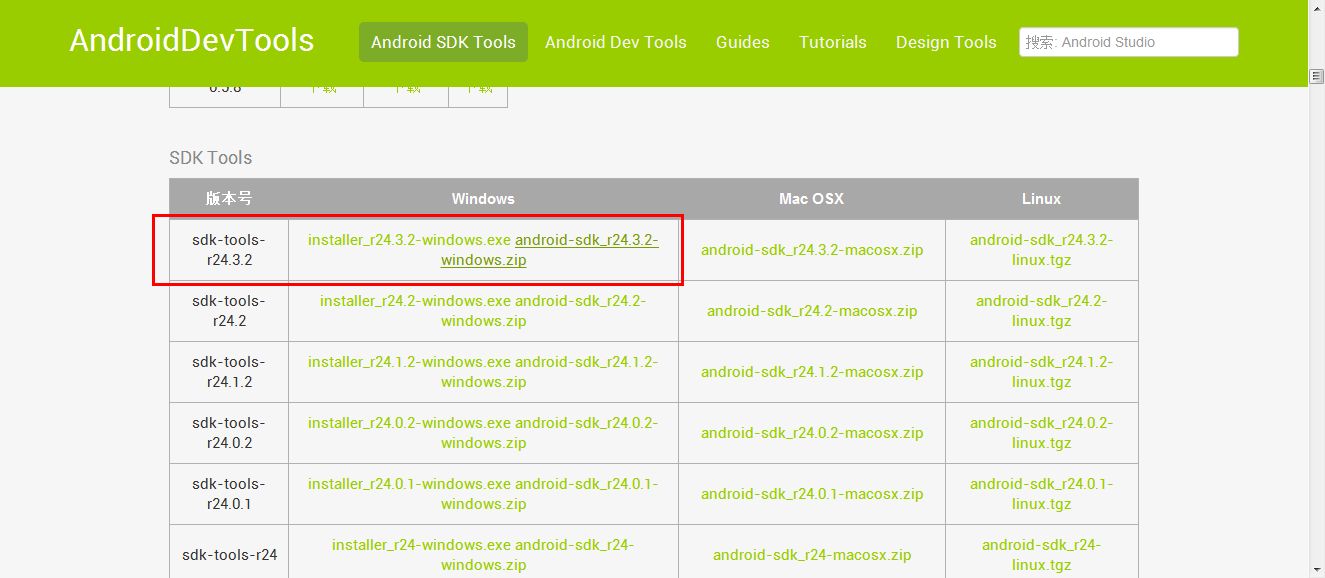 AndroidDevTools
Android SDK Tools
Android Dev Tools
Guides
Tutorials
Design Tools
搜索: Android Studio
0.5.8
下载 下载 下载
SDK Tools
版本号 Windows Mac OSX Linux
sdk-tools-
r24.3.2
installer_r24.3.2-windows.exe android-sdk_r24.3.2-
windows.zip
android-sdk_r24.3.2-macosx.zip
android-sdk_r24.3.2-
linux.tgz
sdk-tools-
r24.2
installer_r24.2-windows.exe android-sdk_r24.2-
windows.zip
android-sdk_r24.2-macosx.zip
android-sdk_r24.2-
linux.tgz
sdk-tools-
r24.1.2
installer_r24.1.2-windows.exe android-sdk_r24.1.2-
windows.zip
android-sdk_r24.1.2-macosx.zip
android-sdk_r24.1.2-
linux.tgz
sdk-tools-
r24.0.2
installer_r24.0.2-windows.exe android-sdk_r24.0.2-
windows.zip
android-sdk_r24.0.2-macosx.zip
android-sdk_r24.0.2-
linux.tgz
sdk-tools-
r24.0.1
installer_r24.0.1-windows.exe android-sdk_r24.0.1-
windows.zip
android-sdk_r24.0.1-macosx.zip
android-sdk_r24.0.1-
linux.tgz
sdk-tools-r24
installer_r24-windows.exe android-sdk_r24-
windows.zip
android-sdk_r24-macosx.zip
android-sdk_r24-
linux.tgz